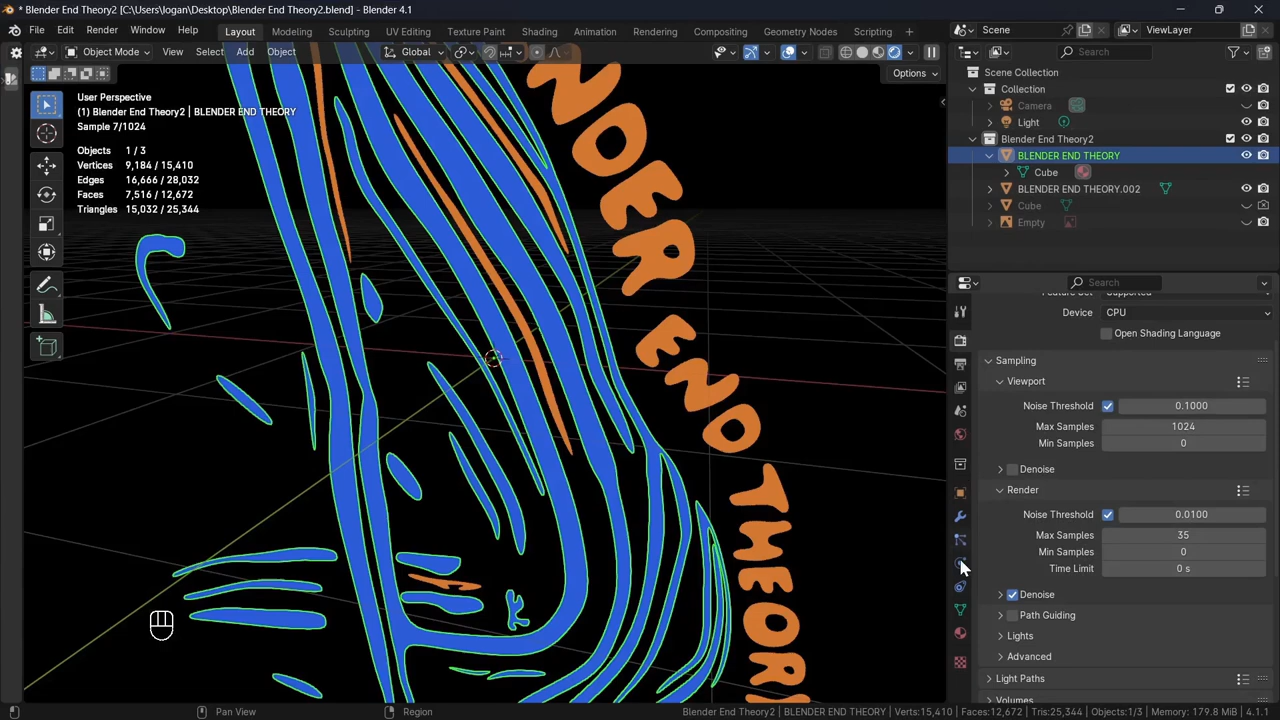 * Blender End Theory2 [C:\Users\logan\Desktop\Blender End Theory2.blend] - Blender 4.1
File Edit Render Window Help Layout Modeling Sculpting UV Editing Texture Paint Shading Animation Rendering Compositing Geometry Nodes Scripting + Scene ViewLayer
Object Mode View Select Add Object Global Search
Options
User Perspective
(1) Blender End Theory2 | BLENDER END THEORY
Sample 7/1024
Objects 1 / 3
Vertices 9,184 / 15,410
Edges 16,666 / 28,032
Faces 7,516 / 12,672
Triangles 15,032 / 25,344
NDER END THEORY
Scene Collection
Collection
Camera
Light
Blender End Theory2
BLENDER END THEORY
Cube
BLENDER END THEORY.002
Cube
Empty
Search
Feature Set Supported
Device CPU
Open Shading Language
Sampling
Viewport
Noise Threshold 0.1000
Max Samples 1024
Min Samples 0
Denoise
Render
Noise Threshold 0.0100
Max Samples 35
Min Samples 0
Time Limit 0 s
Denoise
Path Guiding
Lights
Advanced
Light Paths
Volumes
Pan View Region Blender End Theory2 | BLENDER END THEORY | Verts:15,410 | Faces:12,672 | Tris:25,344 | Objects:1/3 | Memory: 179.8 MiB | 4.1.1